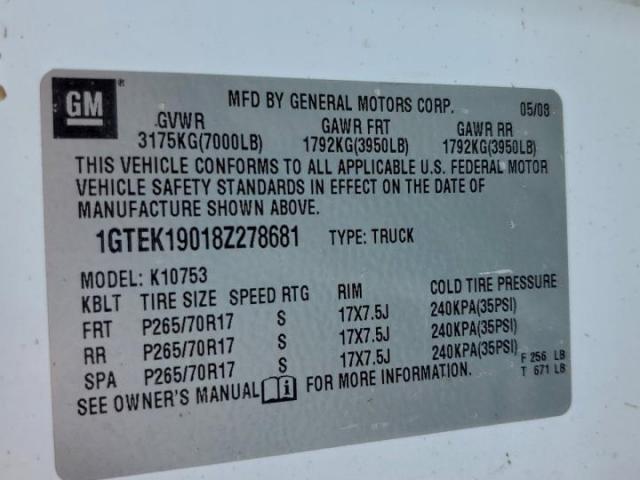 GM
MFD BY GENERAL MOTORS CORP. 05/08
GVWR GAWR FRT GAWR RR
3175KG(7000LB) 1792KG(3950LB) 1792KG(3950LB)
THIS VEHICLE CONFORMS TO ALL APPLICABLE U.S. FEDERAL MOTOR
VEHICLE SAFETY STANDARDS IN EFFECT ON THE DATE OF
MANUFACTURE SHOWN ABOVE.
1GTEK19018Z278681 TYPE: TRUCK
MODEL: K10753
KBLT TIRE SIZE SPEED RTG RIM COLD TIRE PRESSURE
FRT P265/70R17 S 17X7.5J 240KPA(35PSI)
RR P265/70R17 S 17X7.5J 240KPA(35PSI)
SPA P265/70R17 S 17X7.5J 240KPA(35PSI) F 256 LB
SEE OWNER'S MANUAL i FOR MORE INFORMATION. T 671 LB